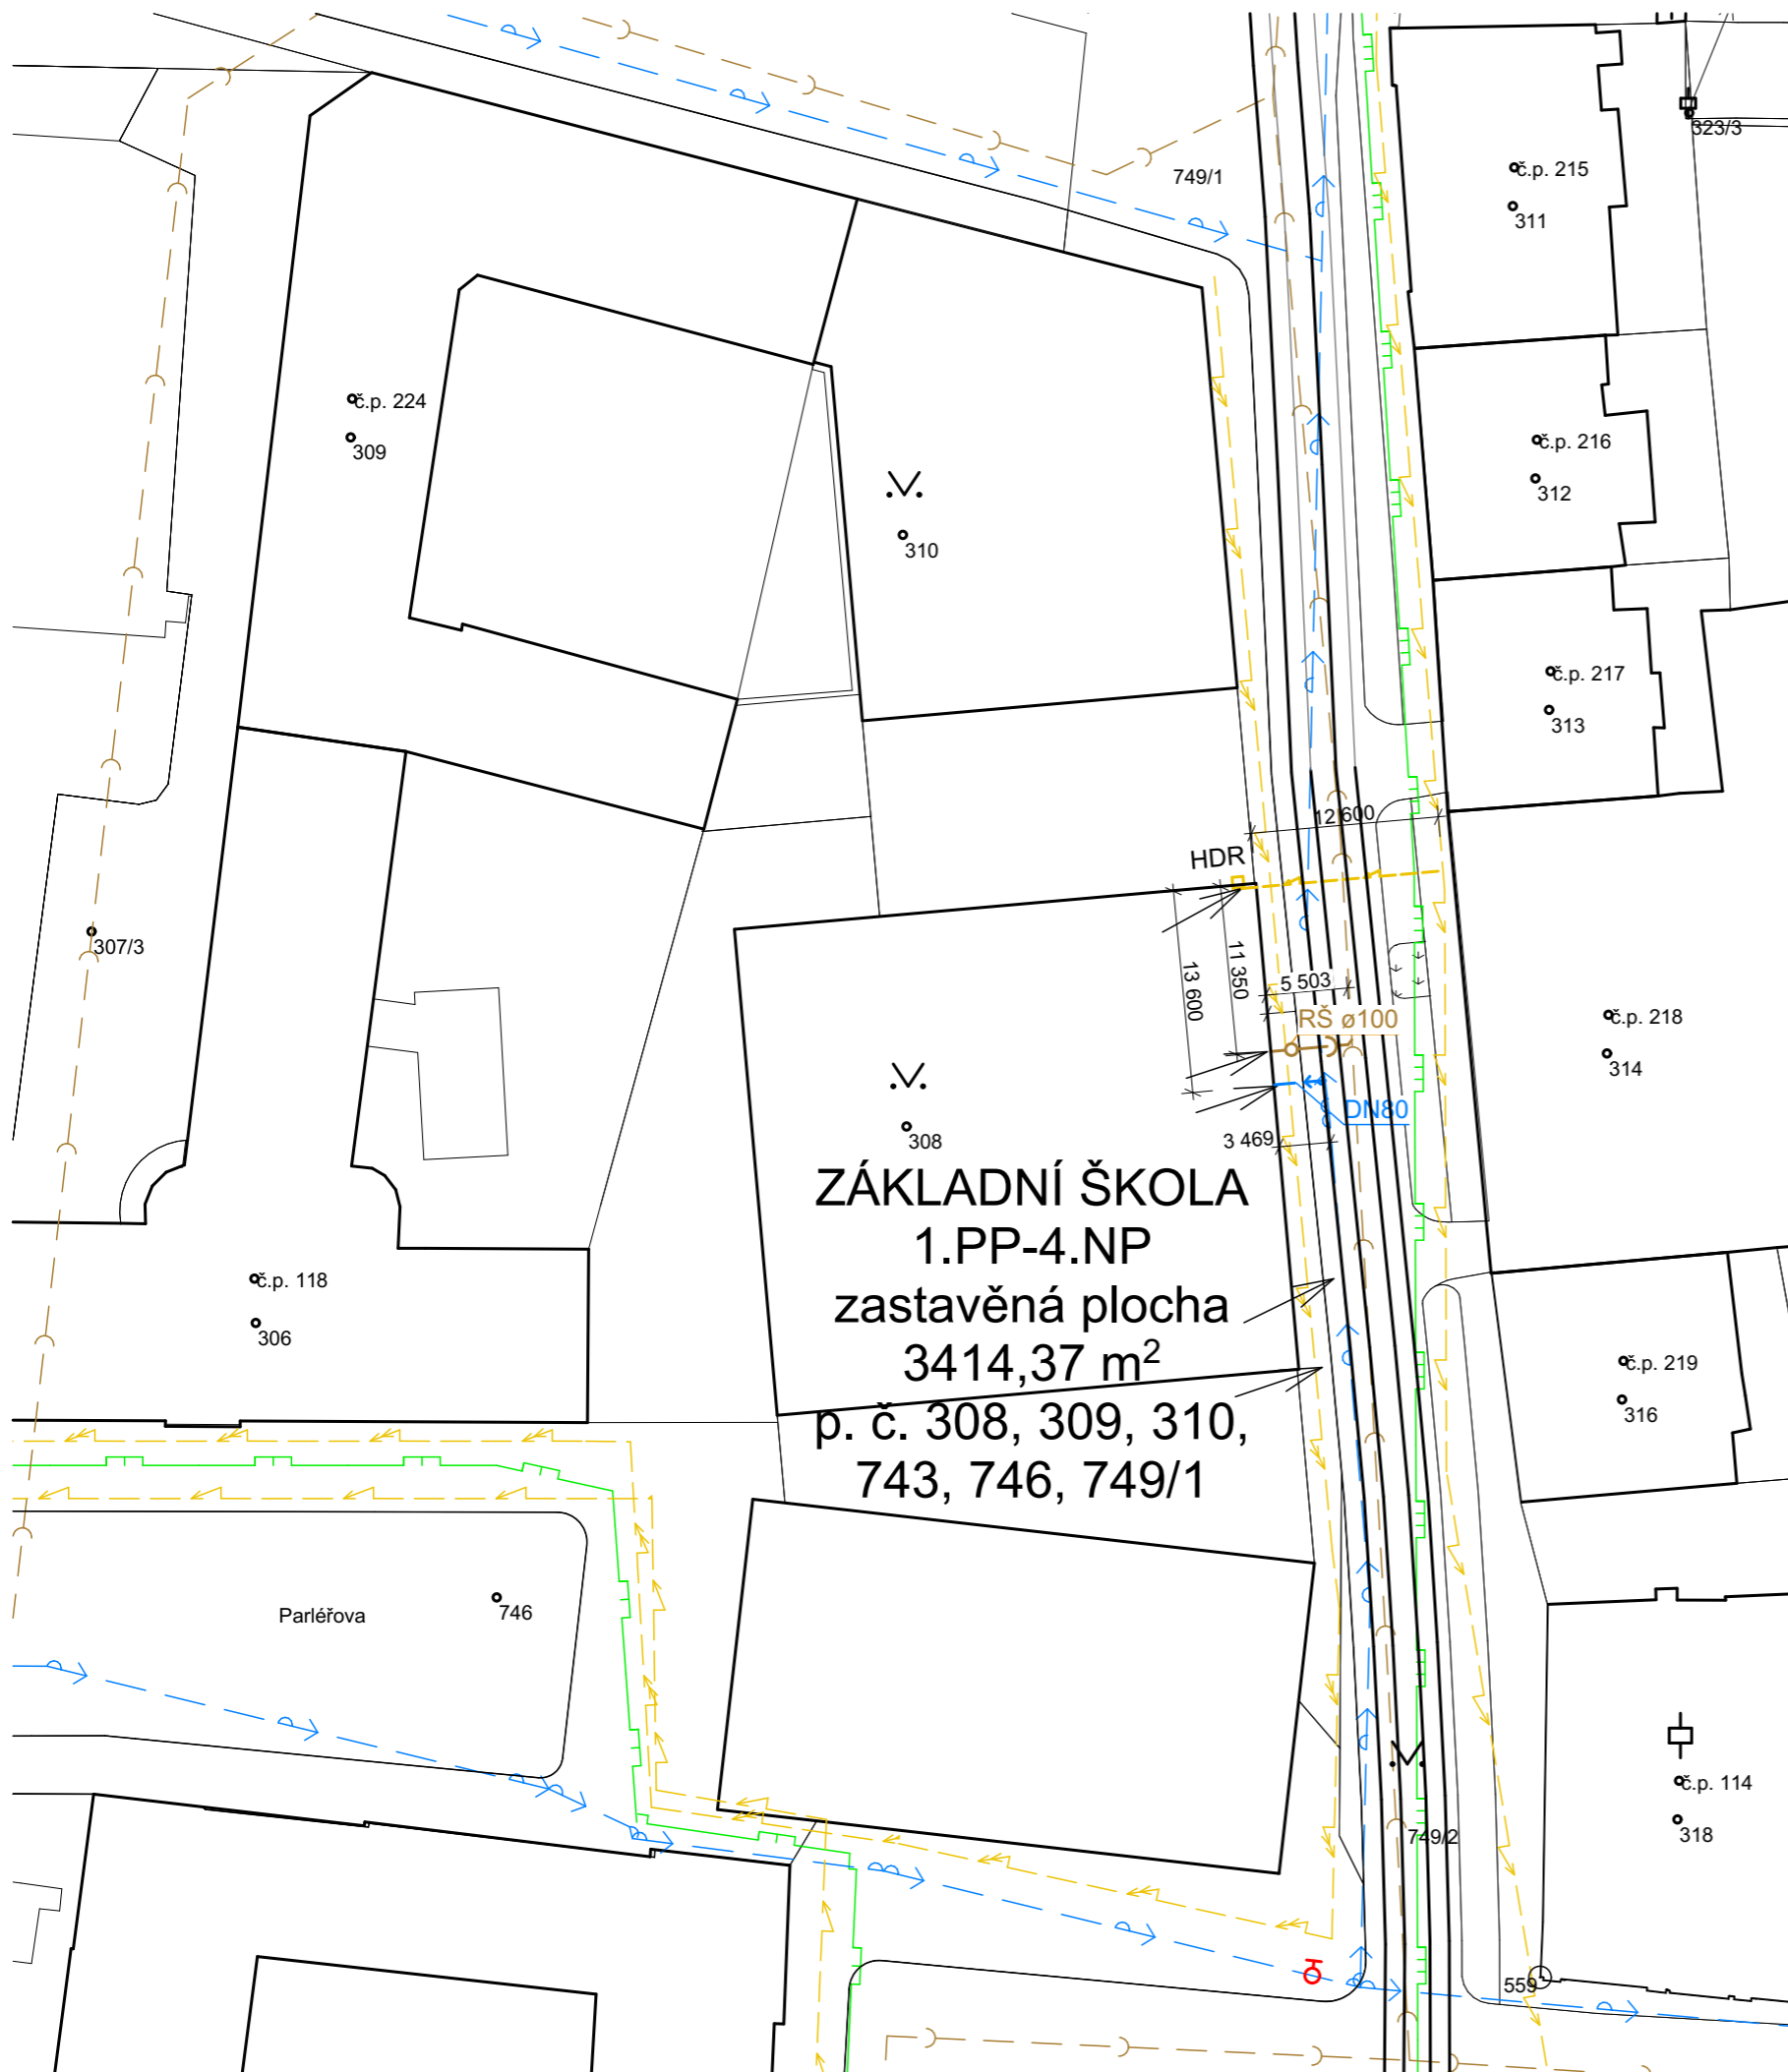 323/3
č.p. 215
311
749/1
č.p. 224
309
č.p. 216
312
310
č.p. 217
313
12 600
HDR
307/3
13 600
11 350
5 503
RŠ ø100
č.p. 218
314
DN80
3 469
308
ZÁKLADNÍ ŠKOLA
1.PP-4.NP
zastavěná plocha
3414,37 m²
p. č. 308, 309, 310,
743, 746, 749/1
č.p. 118
306
č.p. 219
316
Parléřova
746
č.p. 114
318
749/2
559